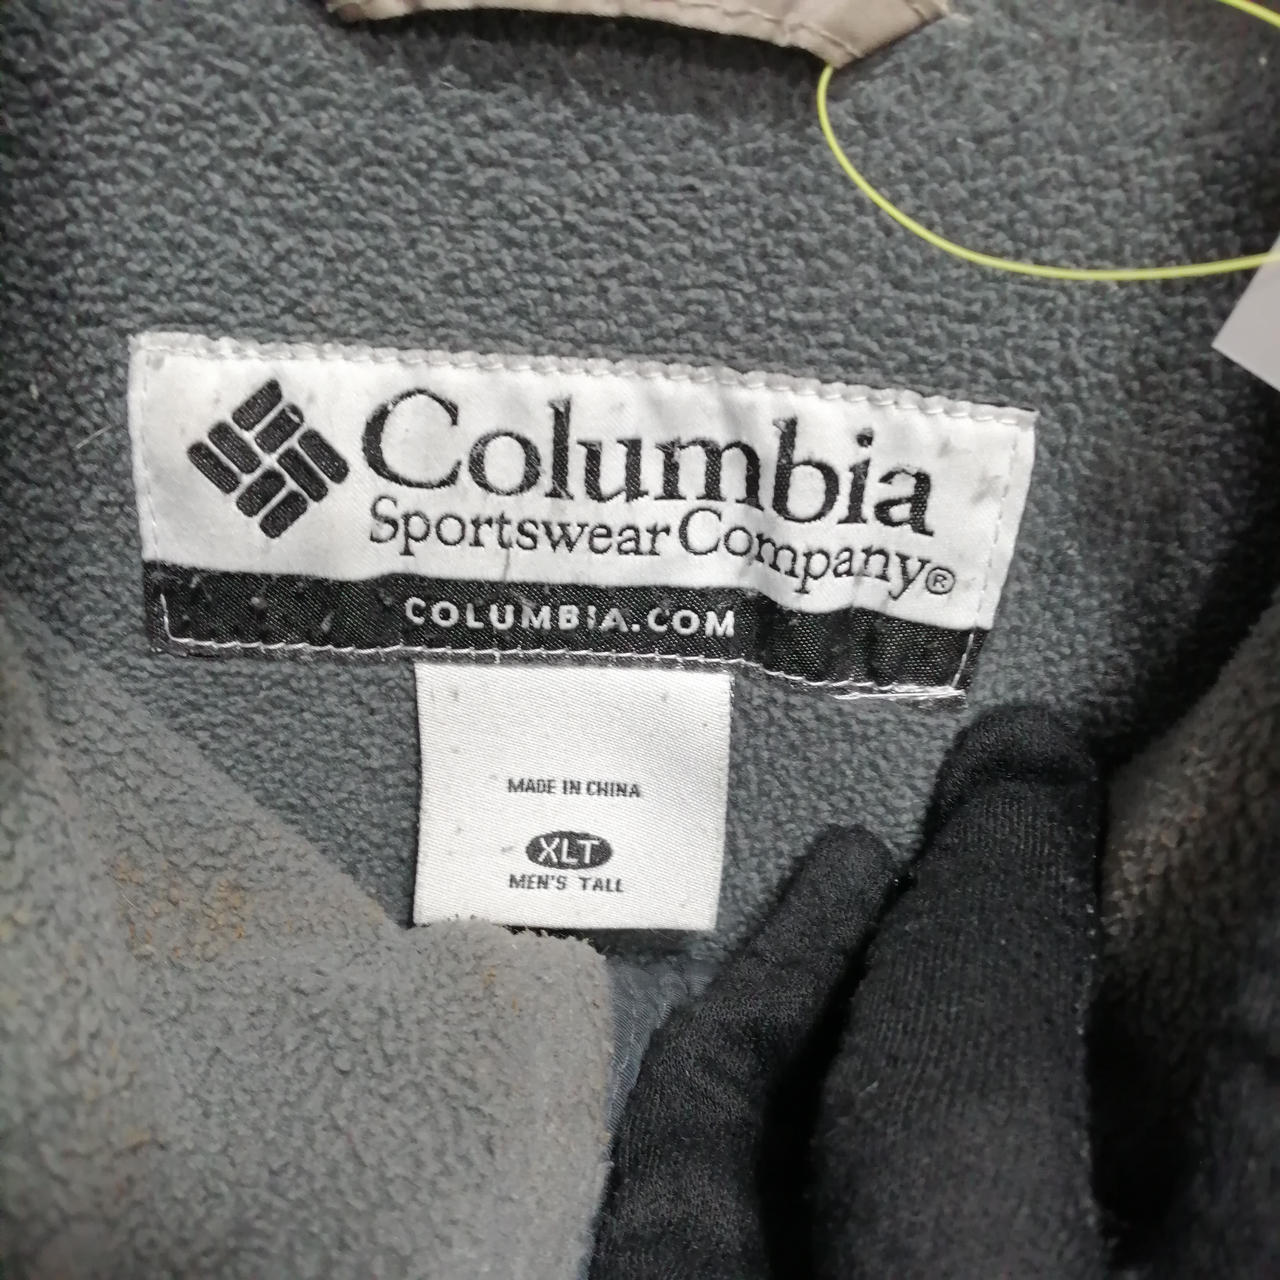 Columbia
Sportswear Company®
COLUMBIA.COM
MADE IN CHINA
XLT
MEN'S TALL